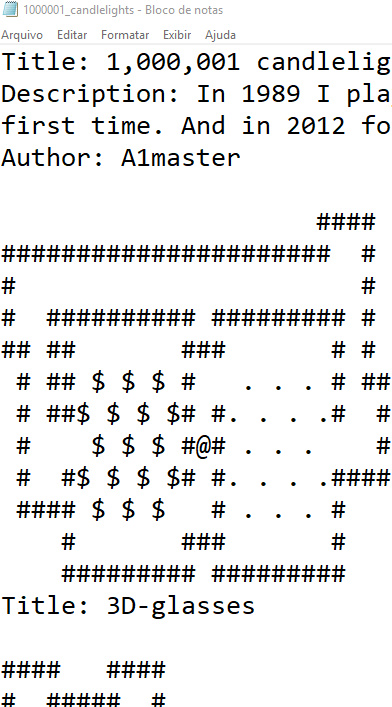 1000001_candlelights - Bloco de notas
Arquivo Editar Formatar Exibir Ajuda
Title: 1,000,001 candlelig
Description: In 1989 I pla
first time. And in 2012 fo
Author: A1master

                     ####
######################  #
#                       #
#  ########## ######### #
## ##       ###       # #
 # ## $ $ $ #   . . . # ##
 # ##$ $ $ $# #. . . .#  #
 #    $ $ $ #@# . . .    #
 #  #$ $ $ $# #. . . .####
 #### $ $ $   # . . . #
    #       ###       #
    ######### #########
Title: 3D-glasses

####   ####
#  #####  #